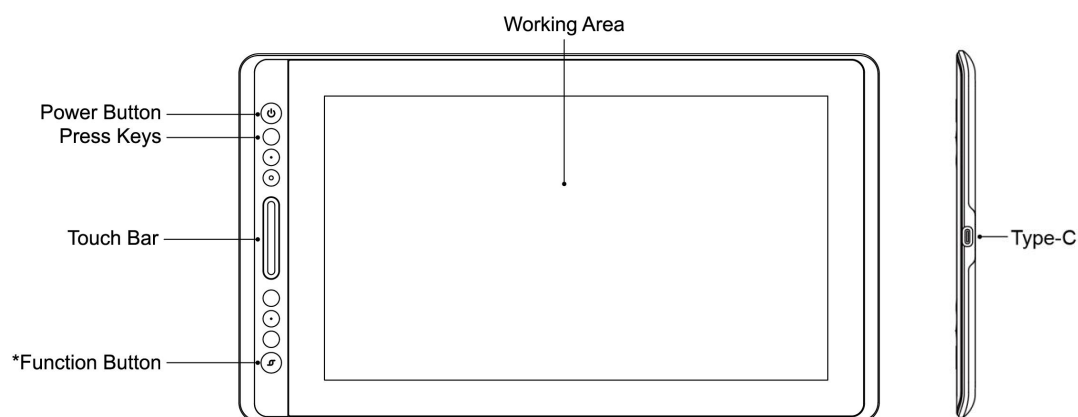 Working Area
Power Button
Press Keys
Touch Bar
Type-C
*Function Button